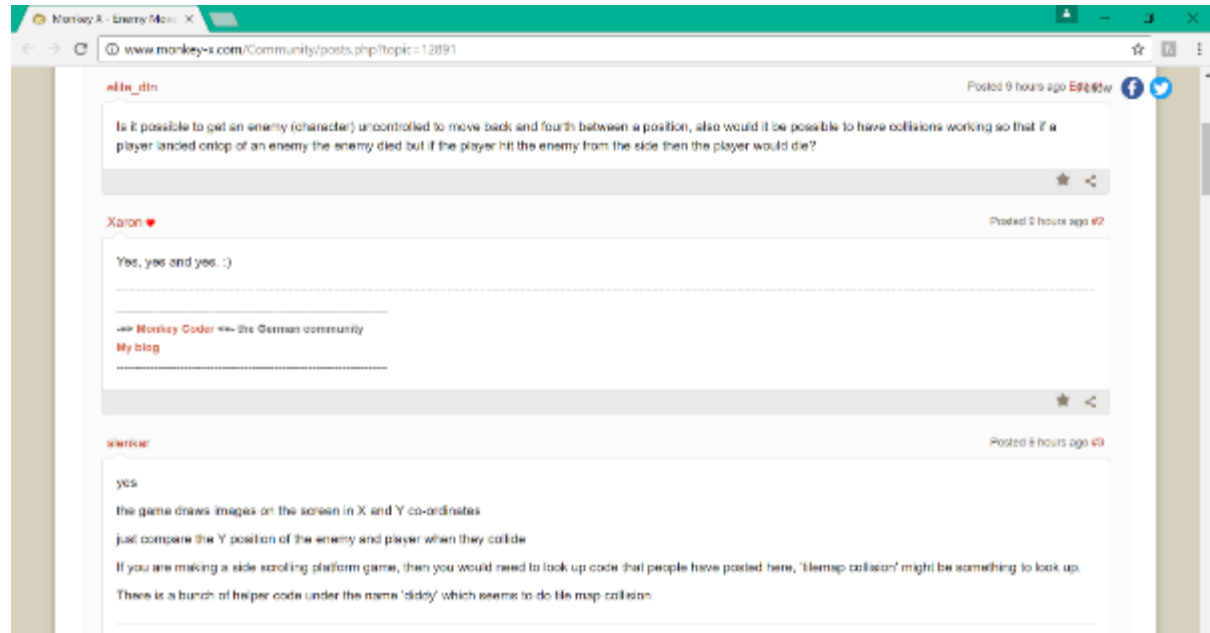 Monkey X - Enemy Move
www.monkey-x.com/Community/posts.php?topic=12891
elite_dtn
Posted 9 hours ago
Is it possible to get an enemy (character) uncontrolled to move back and fourth between a position, also would it be possible to have collisions working so that if a
player landed ontop of an enemy the enemy died but if the player hit the enemy from the side then the player would die?
Xaron
Posted 9 hours ago #2
Yes, yes and yes. :)
Monkey Coder the German community
My blog
slenkar
Posted 9 hours ago #3
yes
the game draws images on the screen in X and Y co-ordinates
just compare the Y position of the enemy and player when they collide
If you are making a side scrolling platform game, then you would need to look up code that people have posted here, 'tilemap collision' might be something to look up.
There is a bunch of helper code under the name 'diddy' which seems to do tile map collision